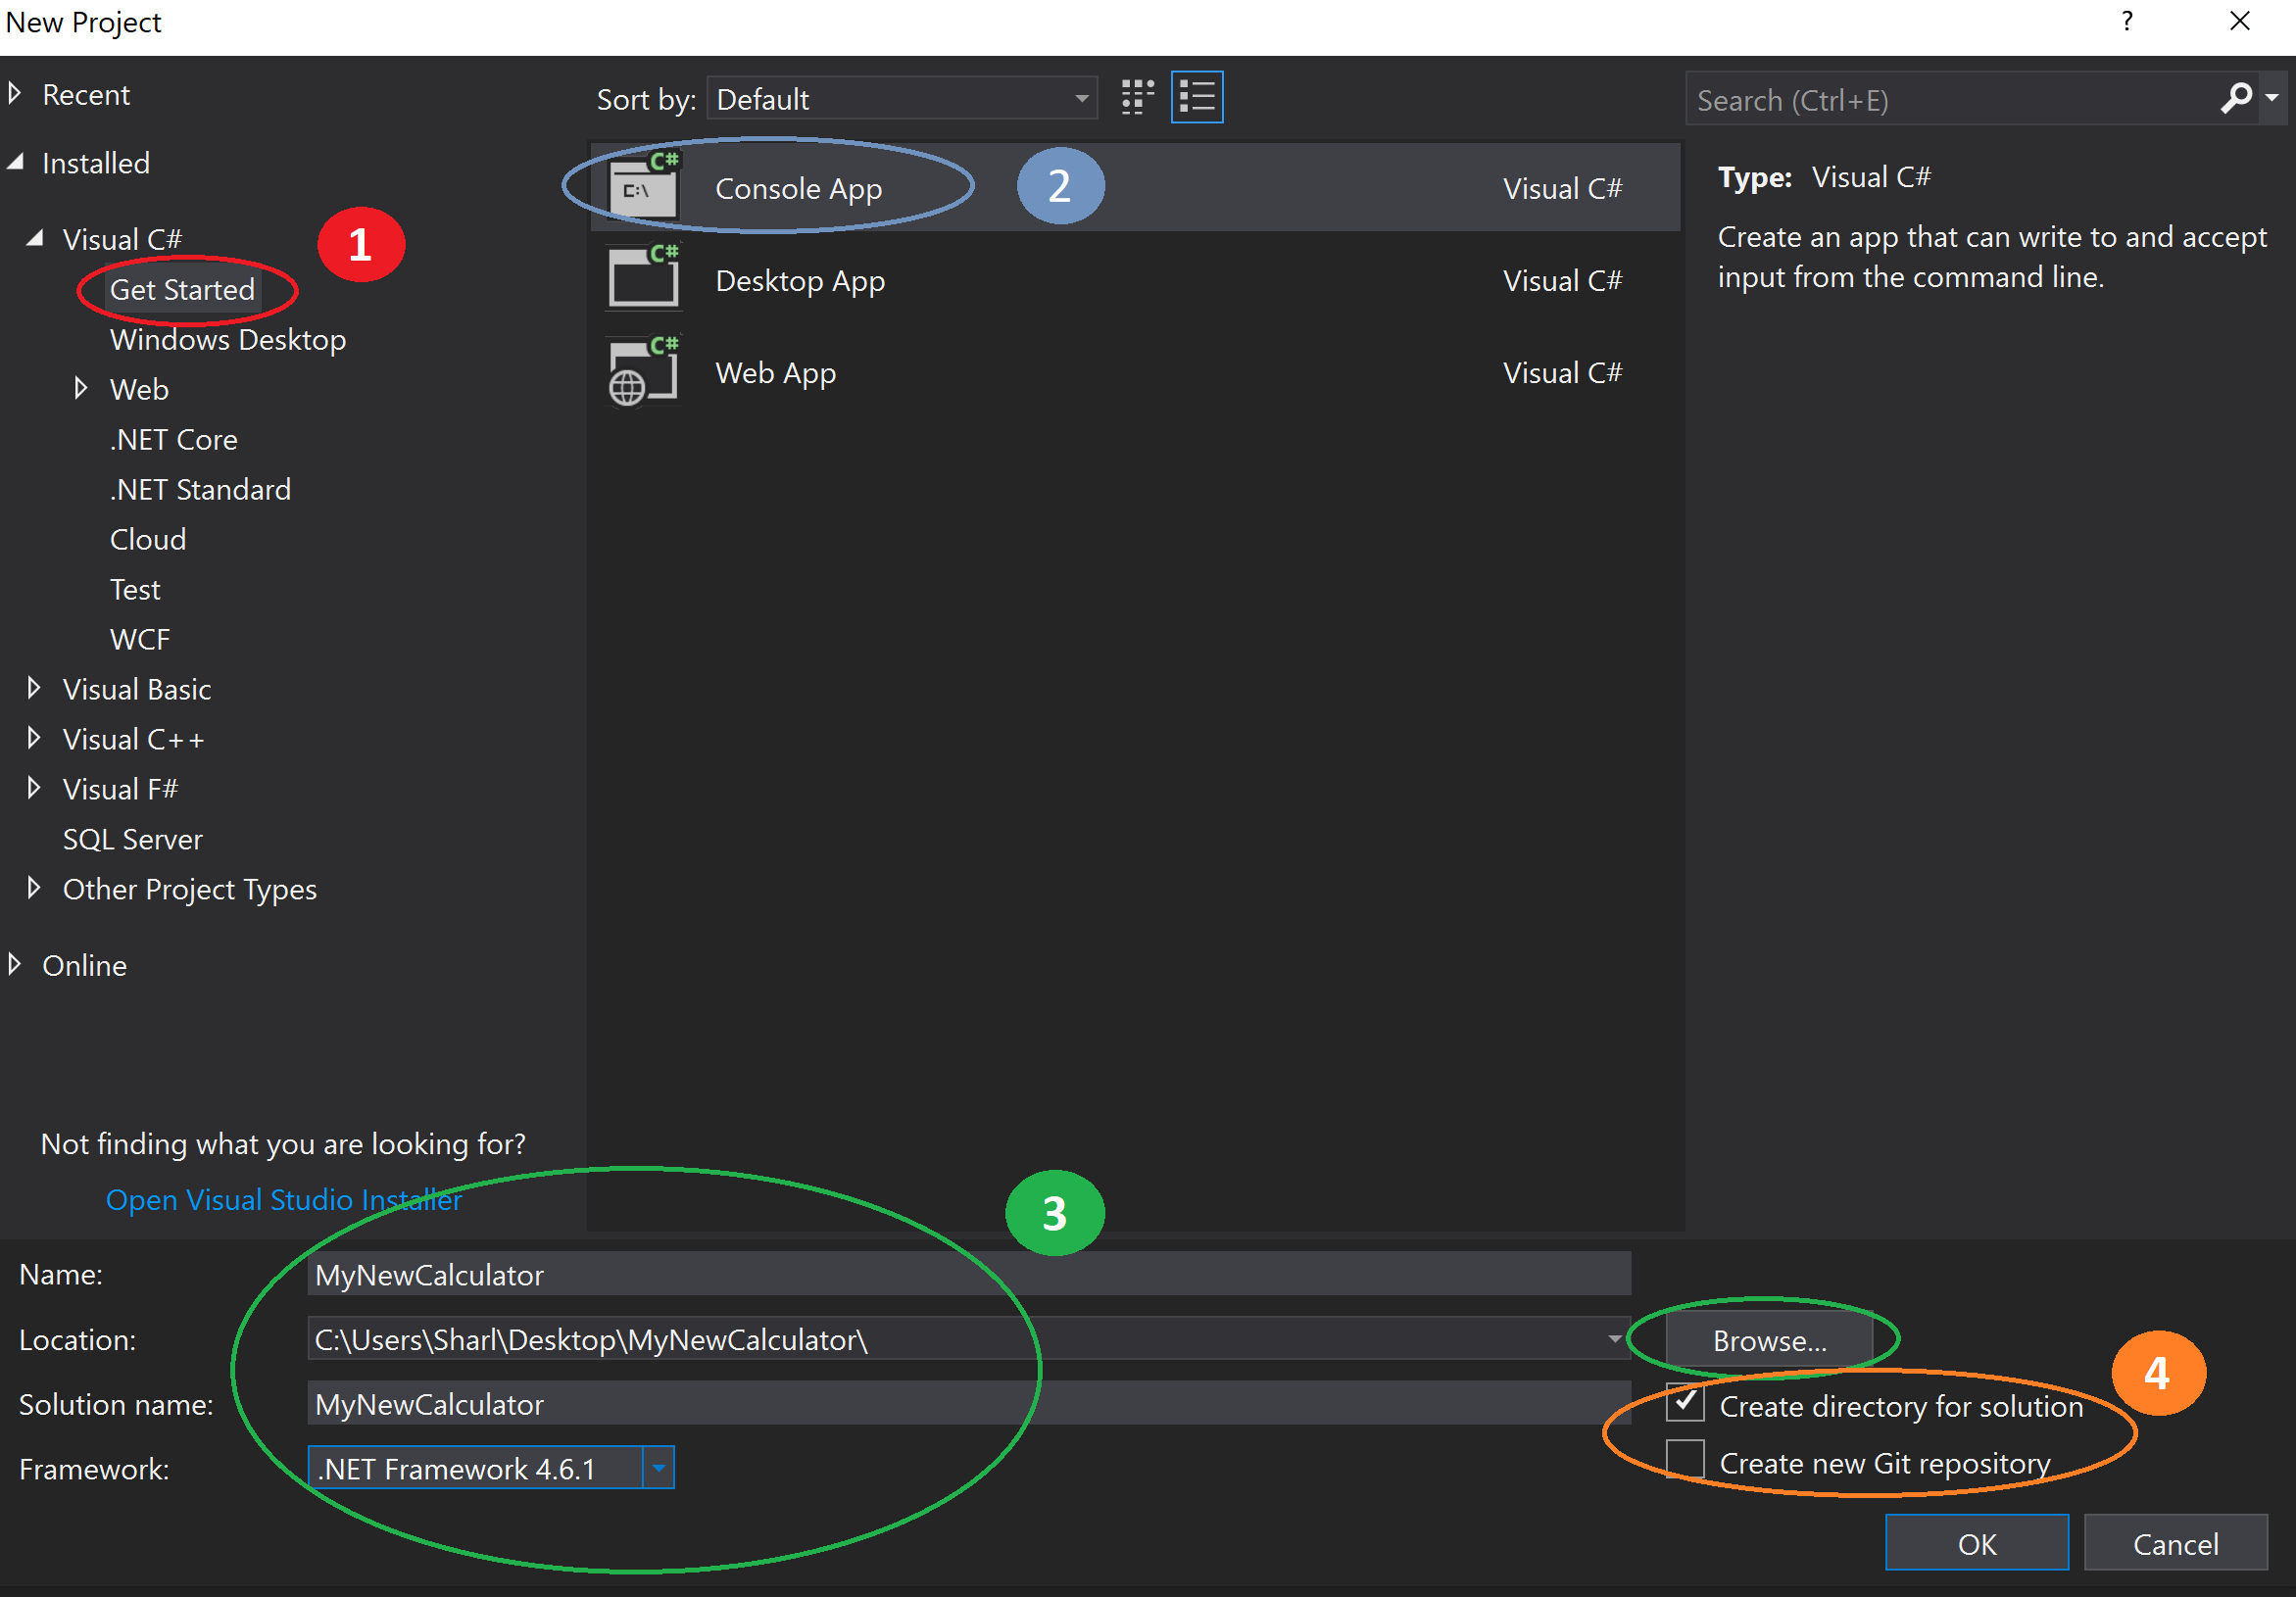 New Project
?
Recent
Installed
Visual C#
1
Get Started
Windows Desktop
Web
.NET Core
.NET Standard
Cloud
Test
WCF
Visual Basic
Visual C++
Visual F#
SQL Server
Other Project Types
Online
Not finding what you are looking for?
Open Visual Studio Installer
Sort by: Default
C# C:\ Console App 2 Visual C#
C# Desktop App Visual C#
C# Web App Visual C#
Search (Ctrl+E)
Type: Visual C#
Create an app that can write to and accept
input from the command line.
3
Name: MyNewCalculator
Location: C:\Users\Sharl\Desktop\MyNewCalculator\ Browse...
4
Solution name: MyNewCalculator Create directory for solution
Framework: .NET Framework 4.6.1 Create new Git repository
OK Cancel